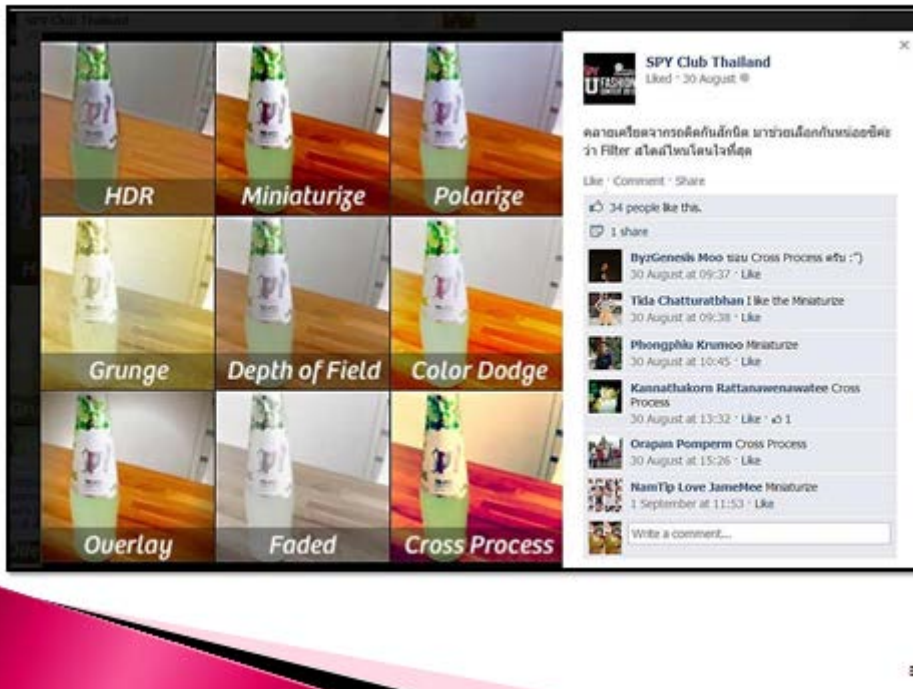 SPY Club Thailand
HDR
Miniaturize
Polarize
Grunge
Depth of Field
Color Dodge
Overlay
Faded
Cross Process
SPY Club Thailand
Liked · 30 August
คลายเครียดจากรถติดกันสักนิด มาช่วยเลือกกันหน่อยซิค่ะ
ว่า Filter สไตล์ไหนโดนใจที่สุด
Like · Comment · Share
34 people like this.
1 share
ByzGenesis Moo ชอบ Cross Process ครับ :")
30 August at 09:37 · Like
Tida Chatturatbhan I like the Miniaturize
30 August at 09:38 · Like
Phongphiu Krumoo Miniaturize
30 August at 10:45 · Like
Kannathakorn Rattanawenawatee Cross
Process
30 August at 13:32 · Like · 1
Orapan Pomperm Cross Process
30 August at 15:26 · Like
NamTip Love JameMee Miniaturize
1 September at 11:53 · Like
Write a comment...